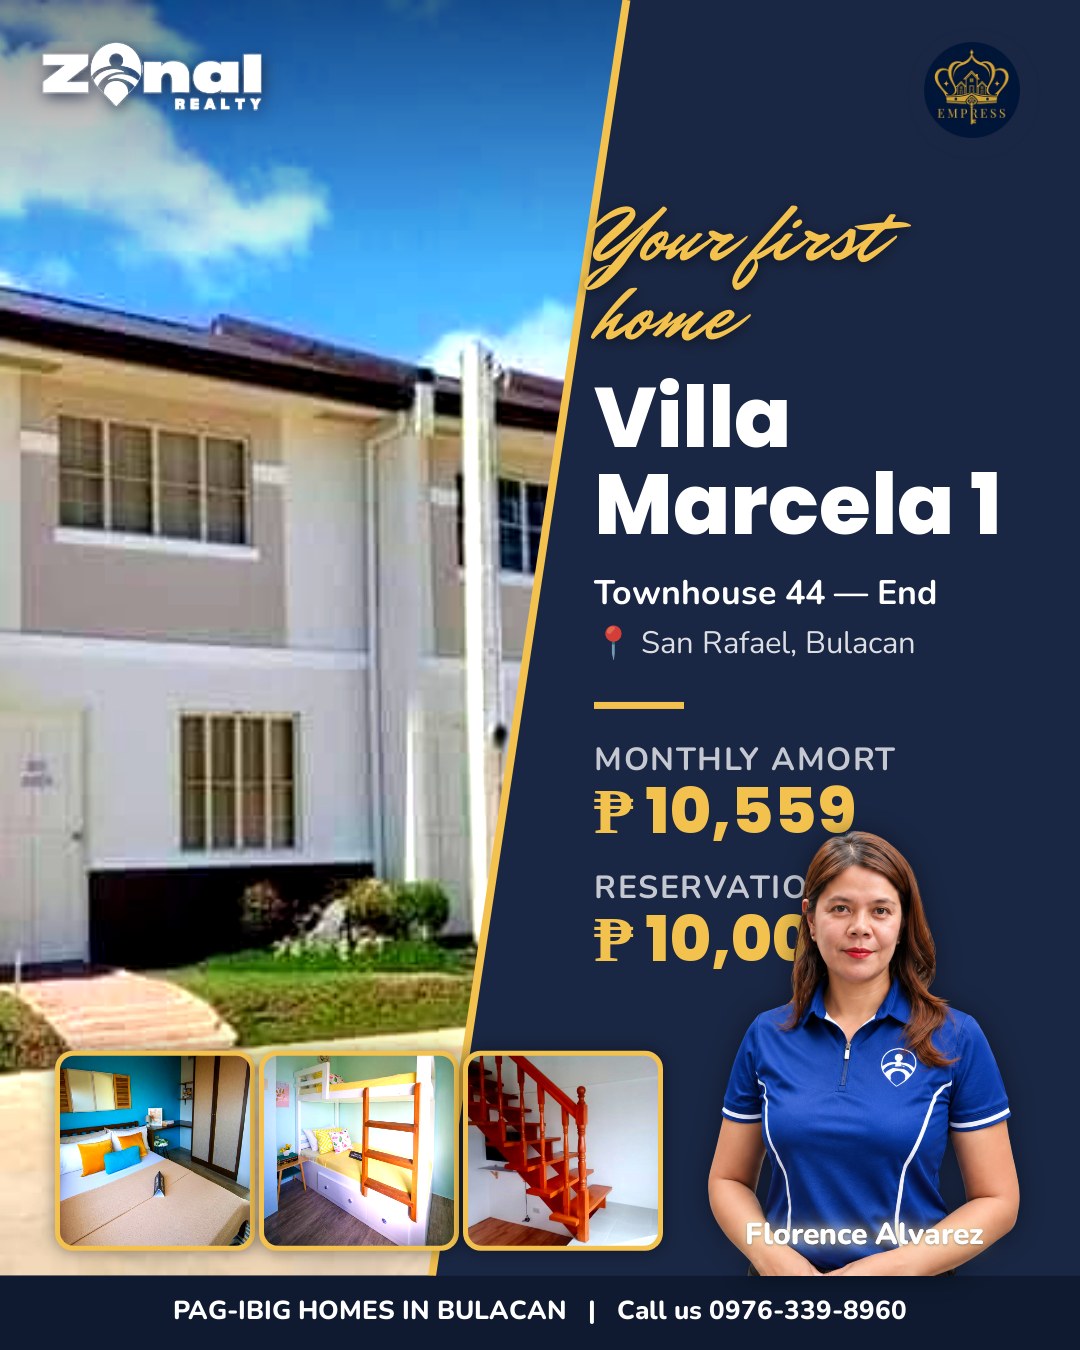 Zonal
REALTY
EMPRESS
Your first
home
Villa
Marcela 1
Townhouse 44 — End
San Rafael, Bulacan
MONTHLY AMORT
₱ 10,559
RESERVATIO
₱ 10,00
Florence Alvarez
PAG-IBIG HOMES IN BULACAN | Call us 0976-339-8960